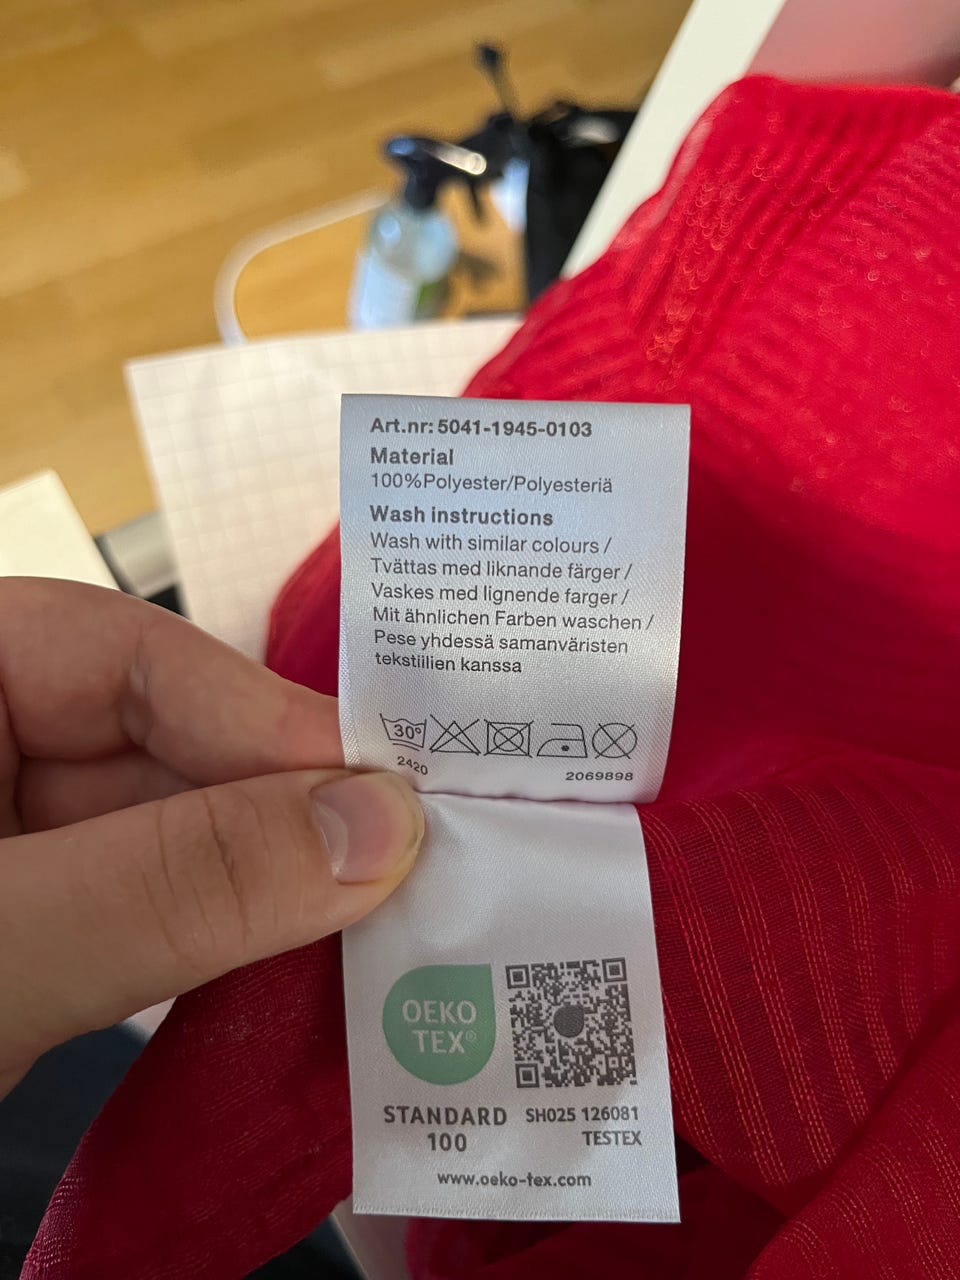 Art.nr: 5041-1945-0103
Material
100%Polyester/Polyesteriä
Wash instructions
Wash with similar colours /
Tvättas med liknande färger /
Vaskes med lignende farger /
Mit ähnlichen Farben waschen /
Pese yhdessä samanväristen
tekstiilien kanssa
30°
2420
2069898
OEKO
TEX®
STANDARD
100
SH025 126081
TESTEX
www.oeko-tex.com